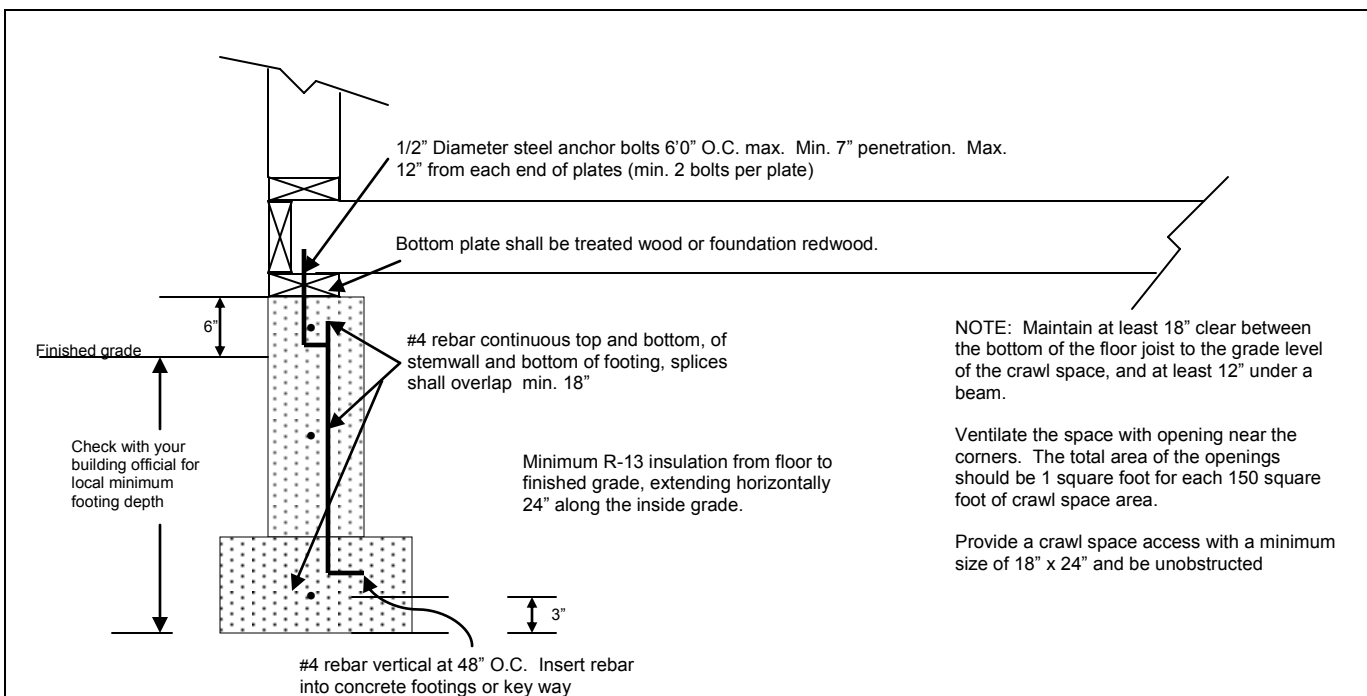 1/2” Diameter steel anchor bolts 6’0” O.C. max.  Min. 7” penetration.  Max.
12” from each end of plates (min. 2 bolts per plate)
Bottom plate shall be treated wood or foundation redwood.
6”
Finished grade
#4 rebar continuous top and bottom, of
stemwall and bottom of footing, splices
shall overlap  min. 18”
NOTE:  Maintain at least 18” clear between
the bottom of the floor joist to the grade level
of the crawl space, and at least 12” under a
beam.
Ventilate the space with opening near the
corners.  The total area of the openings
should be 1 square foot for each 150 square
foot of crawl space area.
Provide a crawl space access with a minimum
size of 18” x 24” and be unobstructed
Check with your
building official for
local minimum
footing depth
Minimum R-13 insulation from floor to
finished grade, extending horizontally
24” along the inside grade.
3”
#4 rebar vertical at 48” O.C.  Insert rebar
into concrete footings or key way